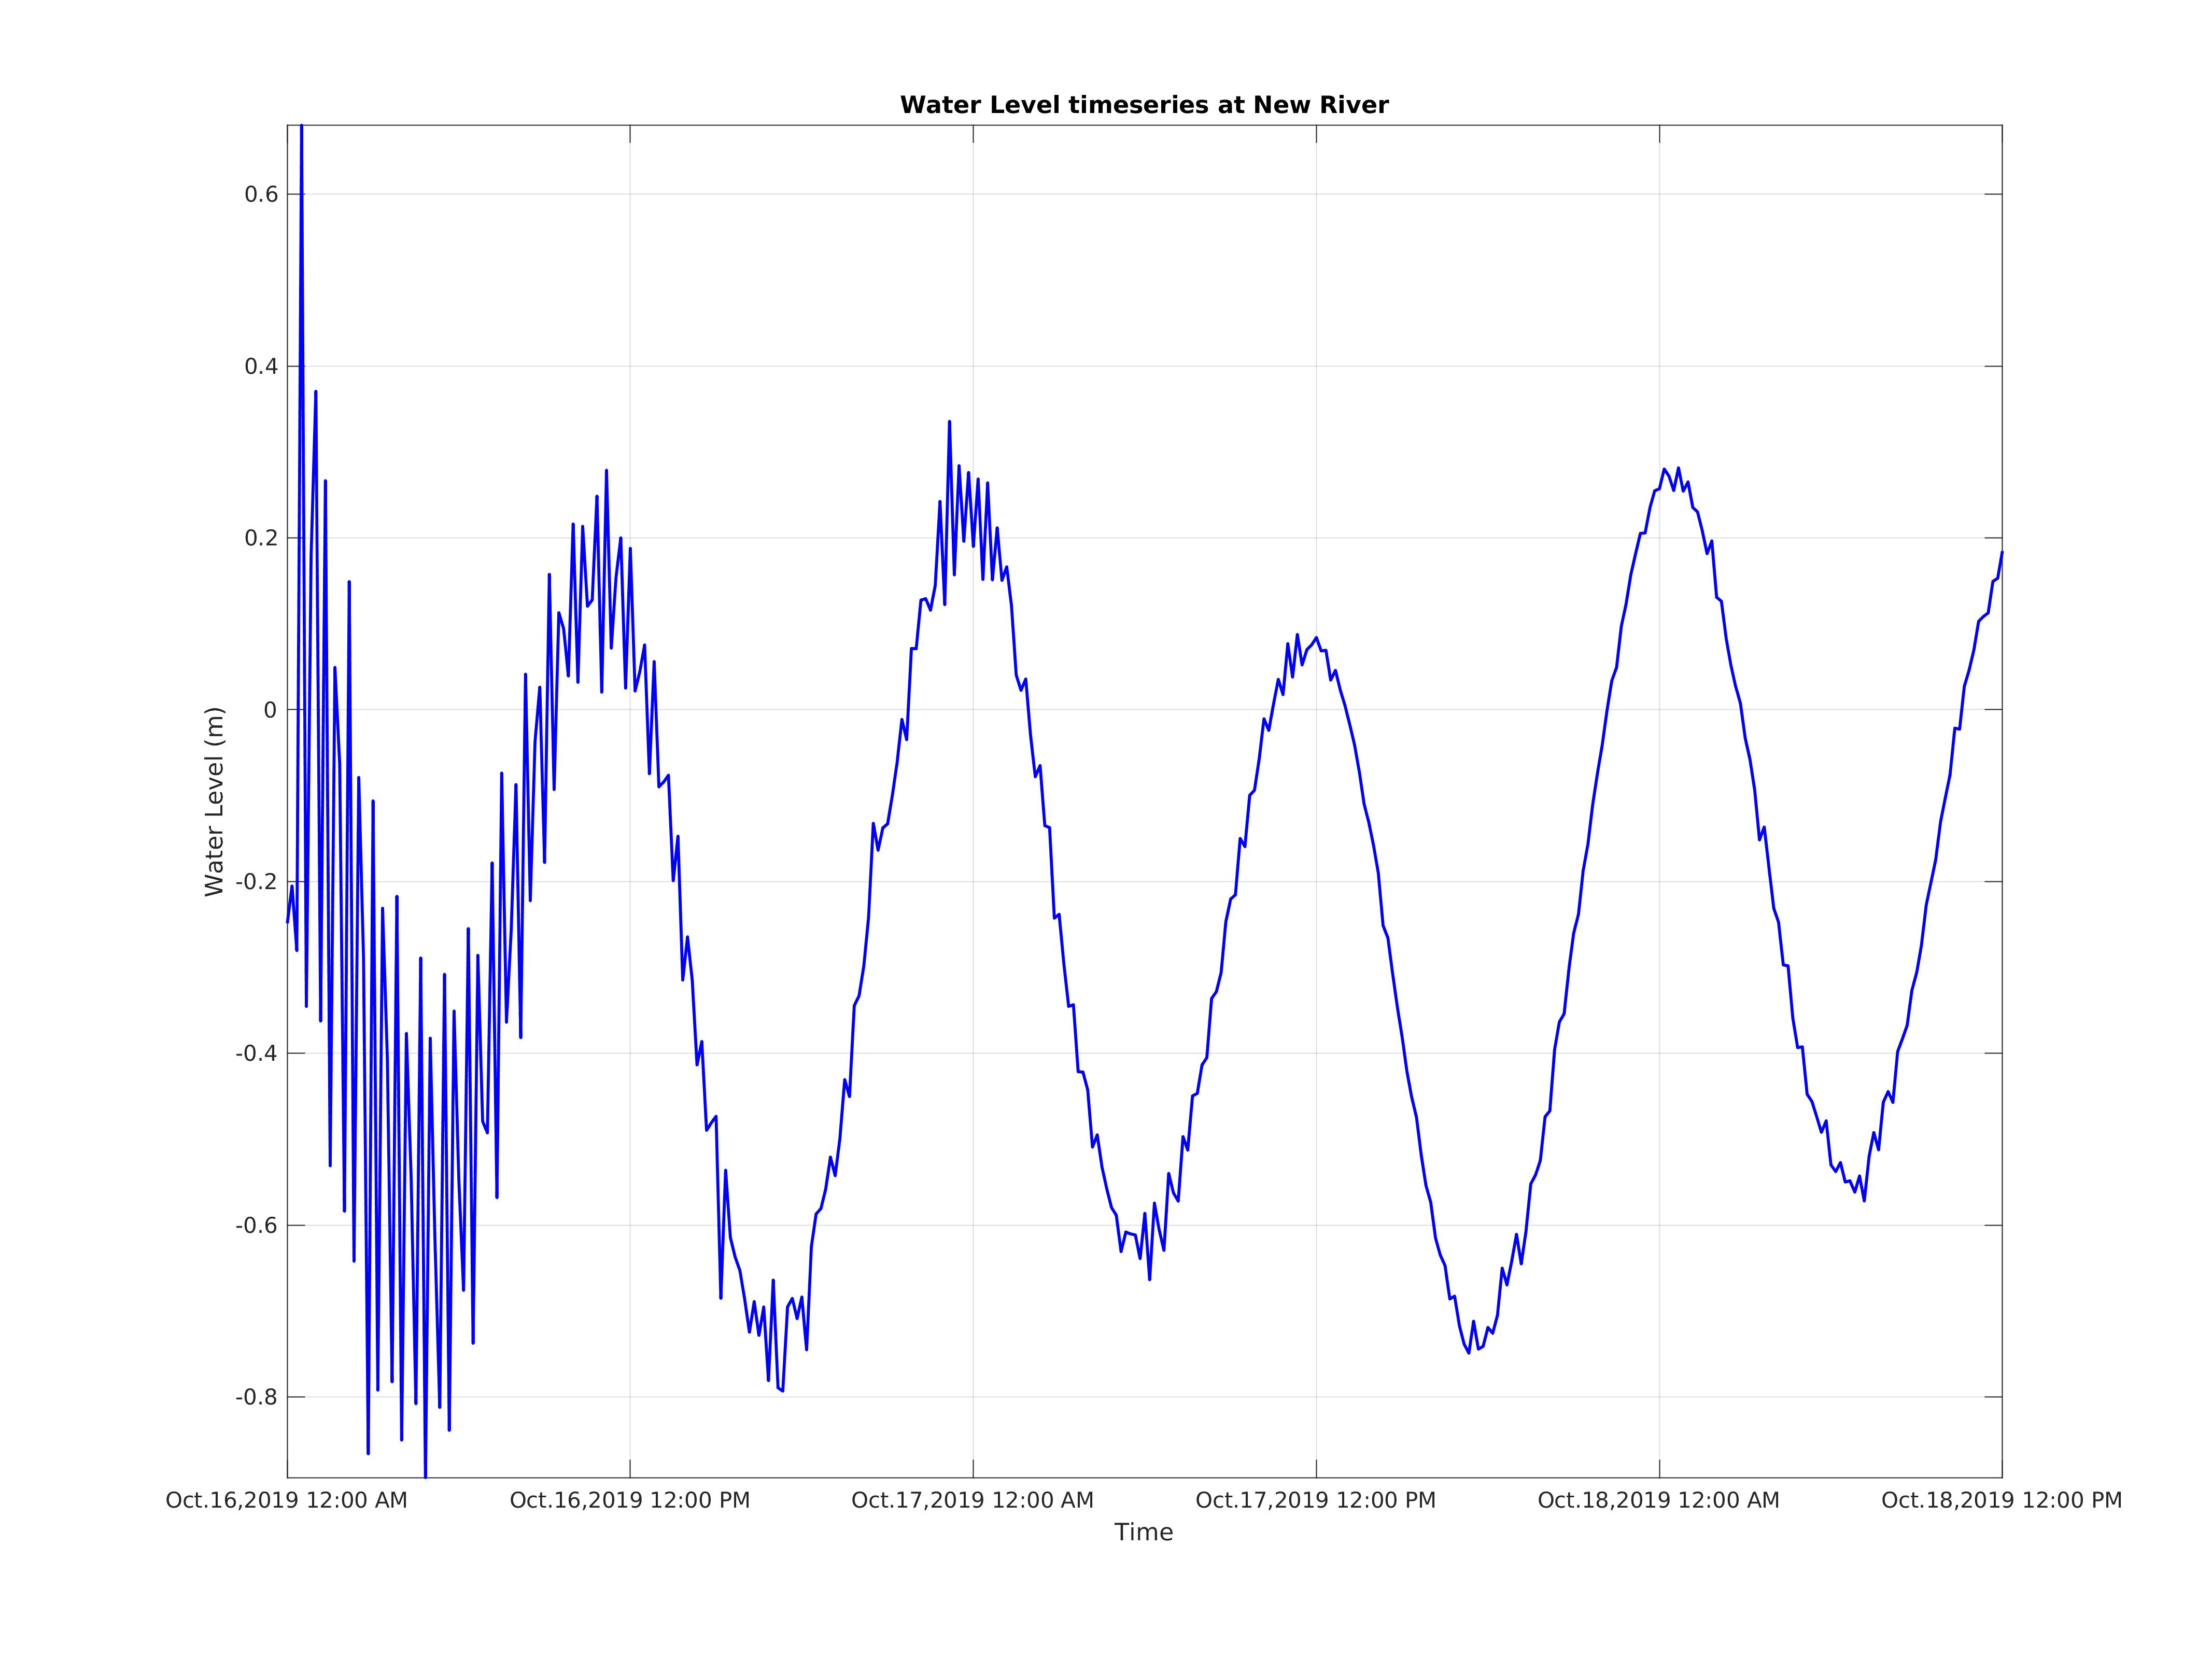 Water Level timeseries at New River
0.6
0.4
0.2
0
-0.2
-0.4
-0.6
-0.8
Water Level (m)
Oct.16,2019 12:00 AM
Oct.16,2019 12:00 PM
Oct.17,2019 12:00 AM
Oct.17,2019 12:00 PM
Oct.18,2019 12:00 AM
Oct.18,2019 12:00 PM
Time